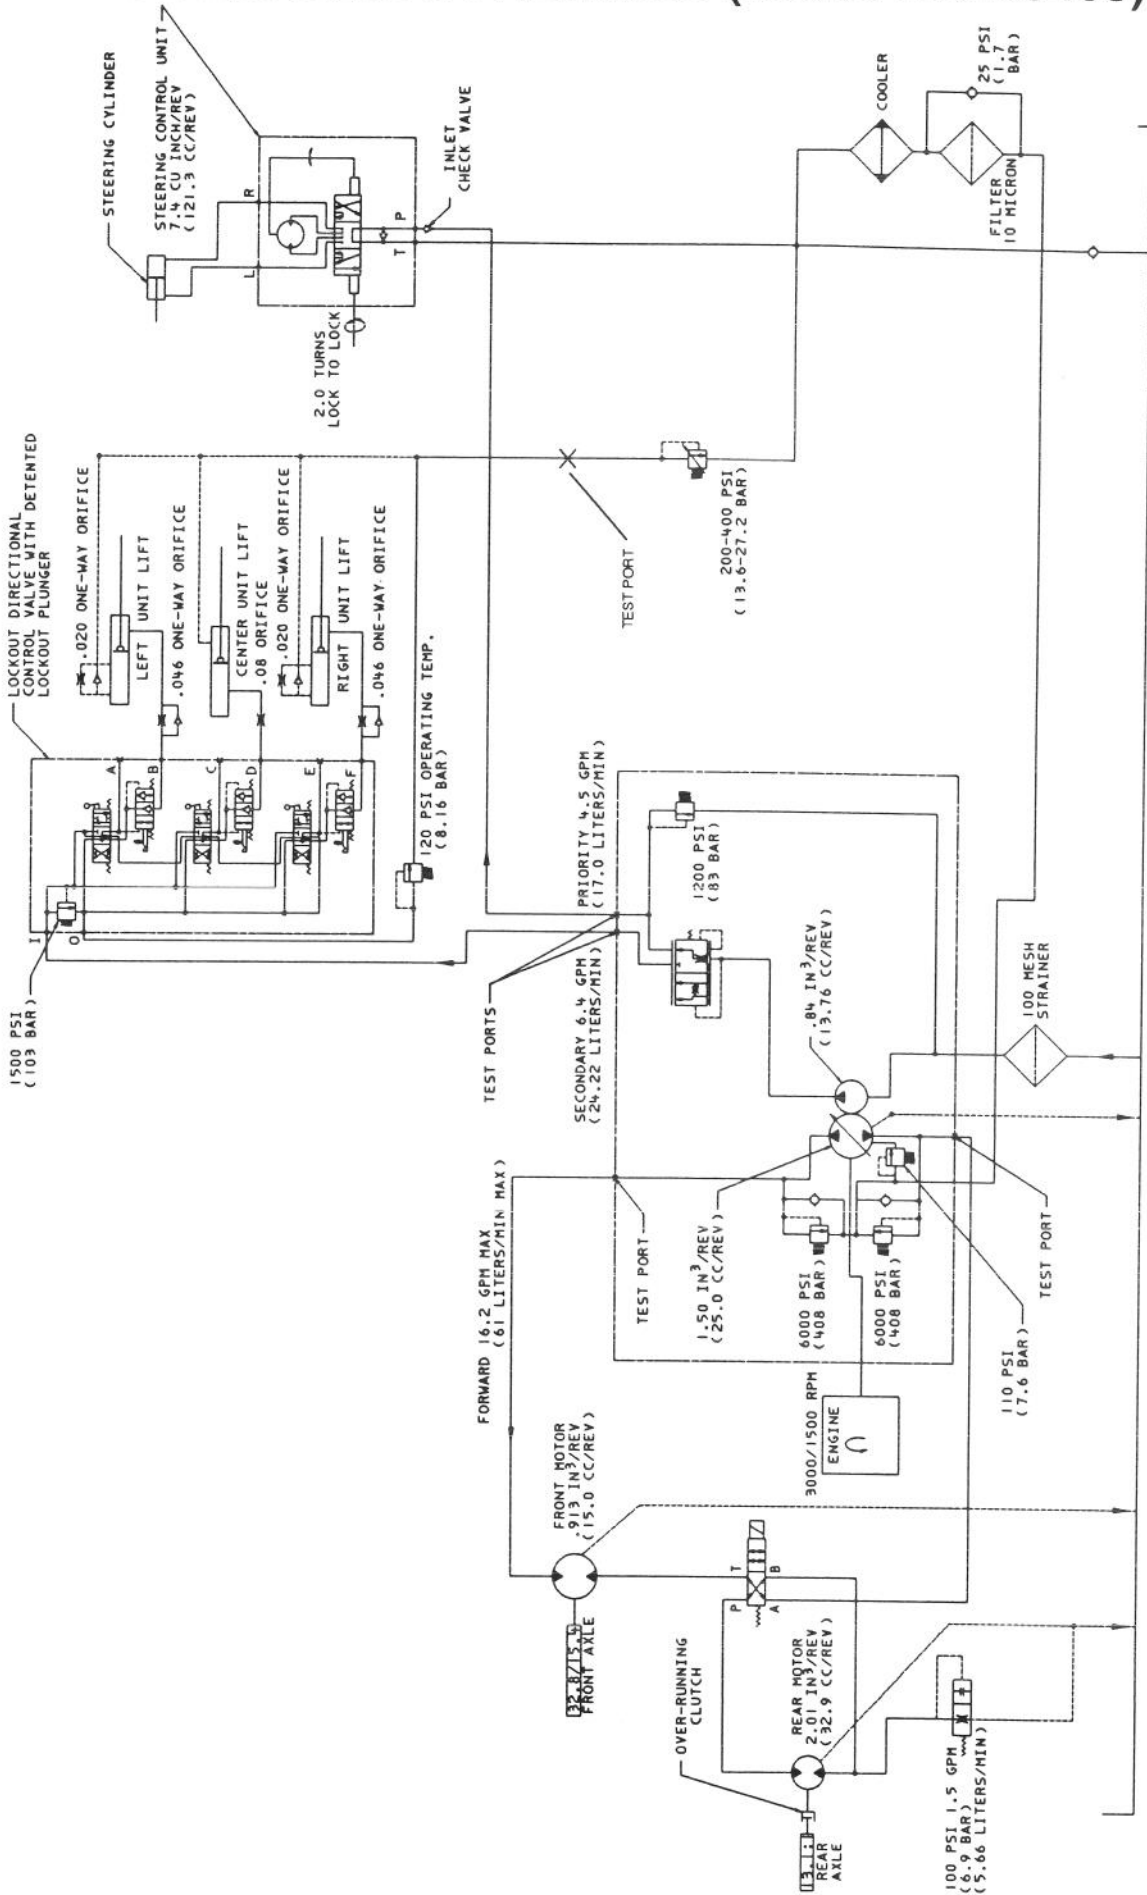 LOCKOUT DIRECTIONAL
CONTROL VALVE WITH DETENTED
LOCKOUT PLUNGER
STEERING CYLINDER
STEERING CONTROL UNIT
7.4 CU INCH/REV
(121.3 CC/REV)
L
R
T
P
INLET
CHECK VALVE
2.0 TURNS
LOCK TO LOCK
COOLER
25 PSI
(1.7
BAR)
FILTER
10 MICRON
1500 PSI
(103 BAR)
I
O
A
B
C
D
E
F
.020 ONE-WAY ORIFICE
LEFT UNIT LIFT
.046 ONE-WAY ORIFICE
CENTER UNIT LIFT
.08 ORIFICE
.020 ONE-WAY ORIFICE
RIGHT UNIT LIFT
.046 ONE-WAY ORIFICE
120 PSI OPERATING TEMP.
(8.16 BAR)
TEST PORT
200-400 PSI
(13.6-27.2 BAR)
TEST PORTS
SECONDARY 6.4 GPM
(24.22 LITERS/MIN)
PRIORITY 4.5 GPM
(17.0 LITERS/MIN)
1200 PSI
(83 BAR)
.84 IN³/REV
(13.76 CC/REV)
100 MESH
STRAINER
FORWARD 16.2 GPM MAX
(61 LITERS/MIN MAX)
TEST PORT
1.50 IN³/REV
(25.0 CC/REV)
6000 PSI
(408 BAR)
6000 PSI
(408 BAR)
110 PSI
(7.6 BAR)
TEST PORT
3000/1500 RPM
ENGINE
FRONT MOTOR
.913 IN³/REV
(15.0 CC/REV)
FRONT AXLE
P
T
A
B
OVER-RUNNING
CLUTCH
REAR MOTOR
2.01 IN³/REV
(32.9 CC/REV)
REAR
AXLE
100 PSI 1.5 GPM
(6.9 BAR)
(5.66 LITERS/MIN)